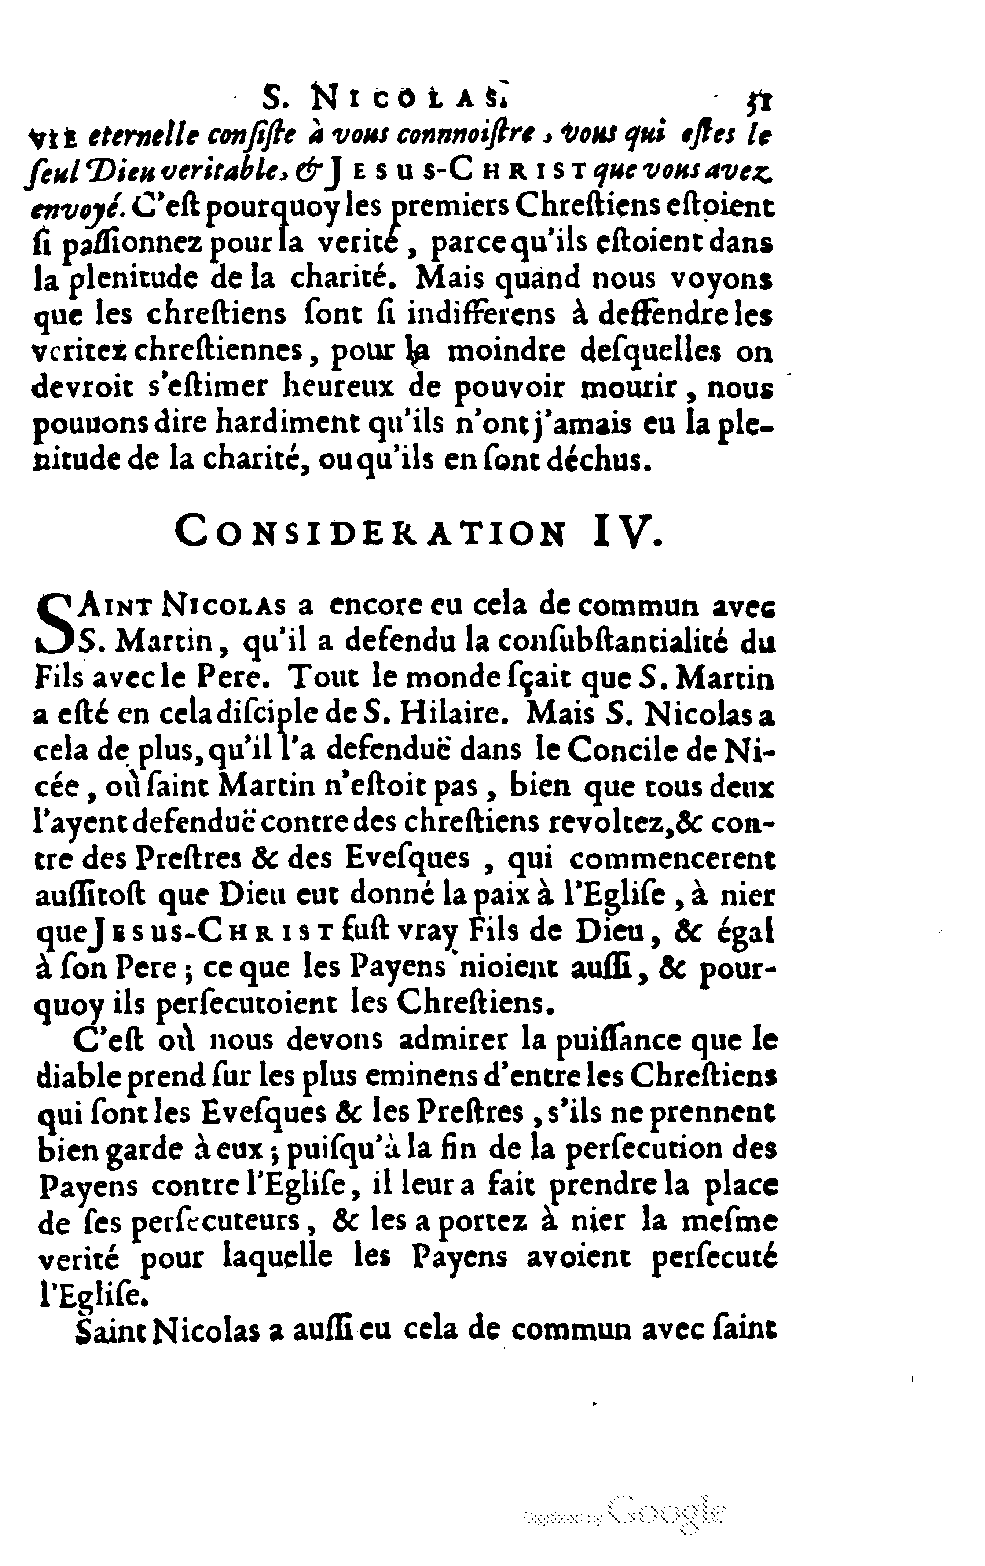 S. NICOLAS. 51
vie eternelle consiſte à vous connnoiſtre, vous qui eſtes le
ſeul Dieu veritable, & JESUS-CHRIST que vous avez
envoyé. C'eſt pourquoy les premiers Chreſtiens eſtoient
ſi paſſionnez pour la verité, parce qu'ils eſtoient dans
la plenitude de la charité. Mais quand nous voyons
que les chreſtiens ſont ſi indifferens à deffendre les
veritez chreſtiennes, pour la moindre deſquelles on
devroit s'eſtimer heureux de pouvoir mourir, nous
pouuons dire hardiment qu'ils n'ont j'amais eu la ple-
nitude de la charité, ou qu'ils en ſont déchus.
CONSIDERATION IV.
SAINT NICOLAS a encore eu cela de commun avec
S. Martin, qu'il a defendu la conſubſtantialité du
Fils avec le Pere. Tout le monde ſçait que S. Martin
a eſté en cela diſciple de S. Hilaire. Mais S. Nicolas a
cela de plus, qu'il l'a defenduë dans le Concile de Ni-
cée, où ſaint Martin n'eſtoit pas, bien que tous deux
l'ayent defenduë contre des chreſtiens revoltez, & con-
tre des Preſtres & des Eveſques, qui commencerent
auſſitoſt que Dieu eut donné la paix à l'Egliſe, à nier
que JESUS-CHRIST fuſt vray Fils de Dieu, & égal
à ſon Pere; ce que les Payens nioient auſſi, & pour-
quoy ils perſecutoient les Chreſtiens.
C'eſt où nous devons admirer la puiſſance que le
diable prend ſur les plus eminens d'entre les Chreſtiens
qui ſont les Eveſques & les Preſtres, s'ils ne prennent
bien garde à eux; puiſqu'à la fin de la perſecution des
Payens contre l'Egliſe, il leur a fait prendre la place
de ſes perſecuteurs, & les a portez à nier la meſme
verité pour laquelle les Payens avoient perſecuté
l'Egliſe.
Saint Nicolas a auſſi eu cela de commun avec ſaint
Digitized by Google